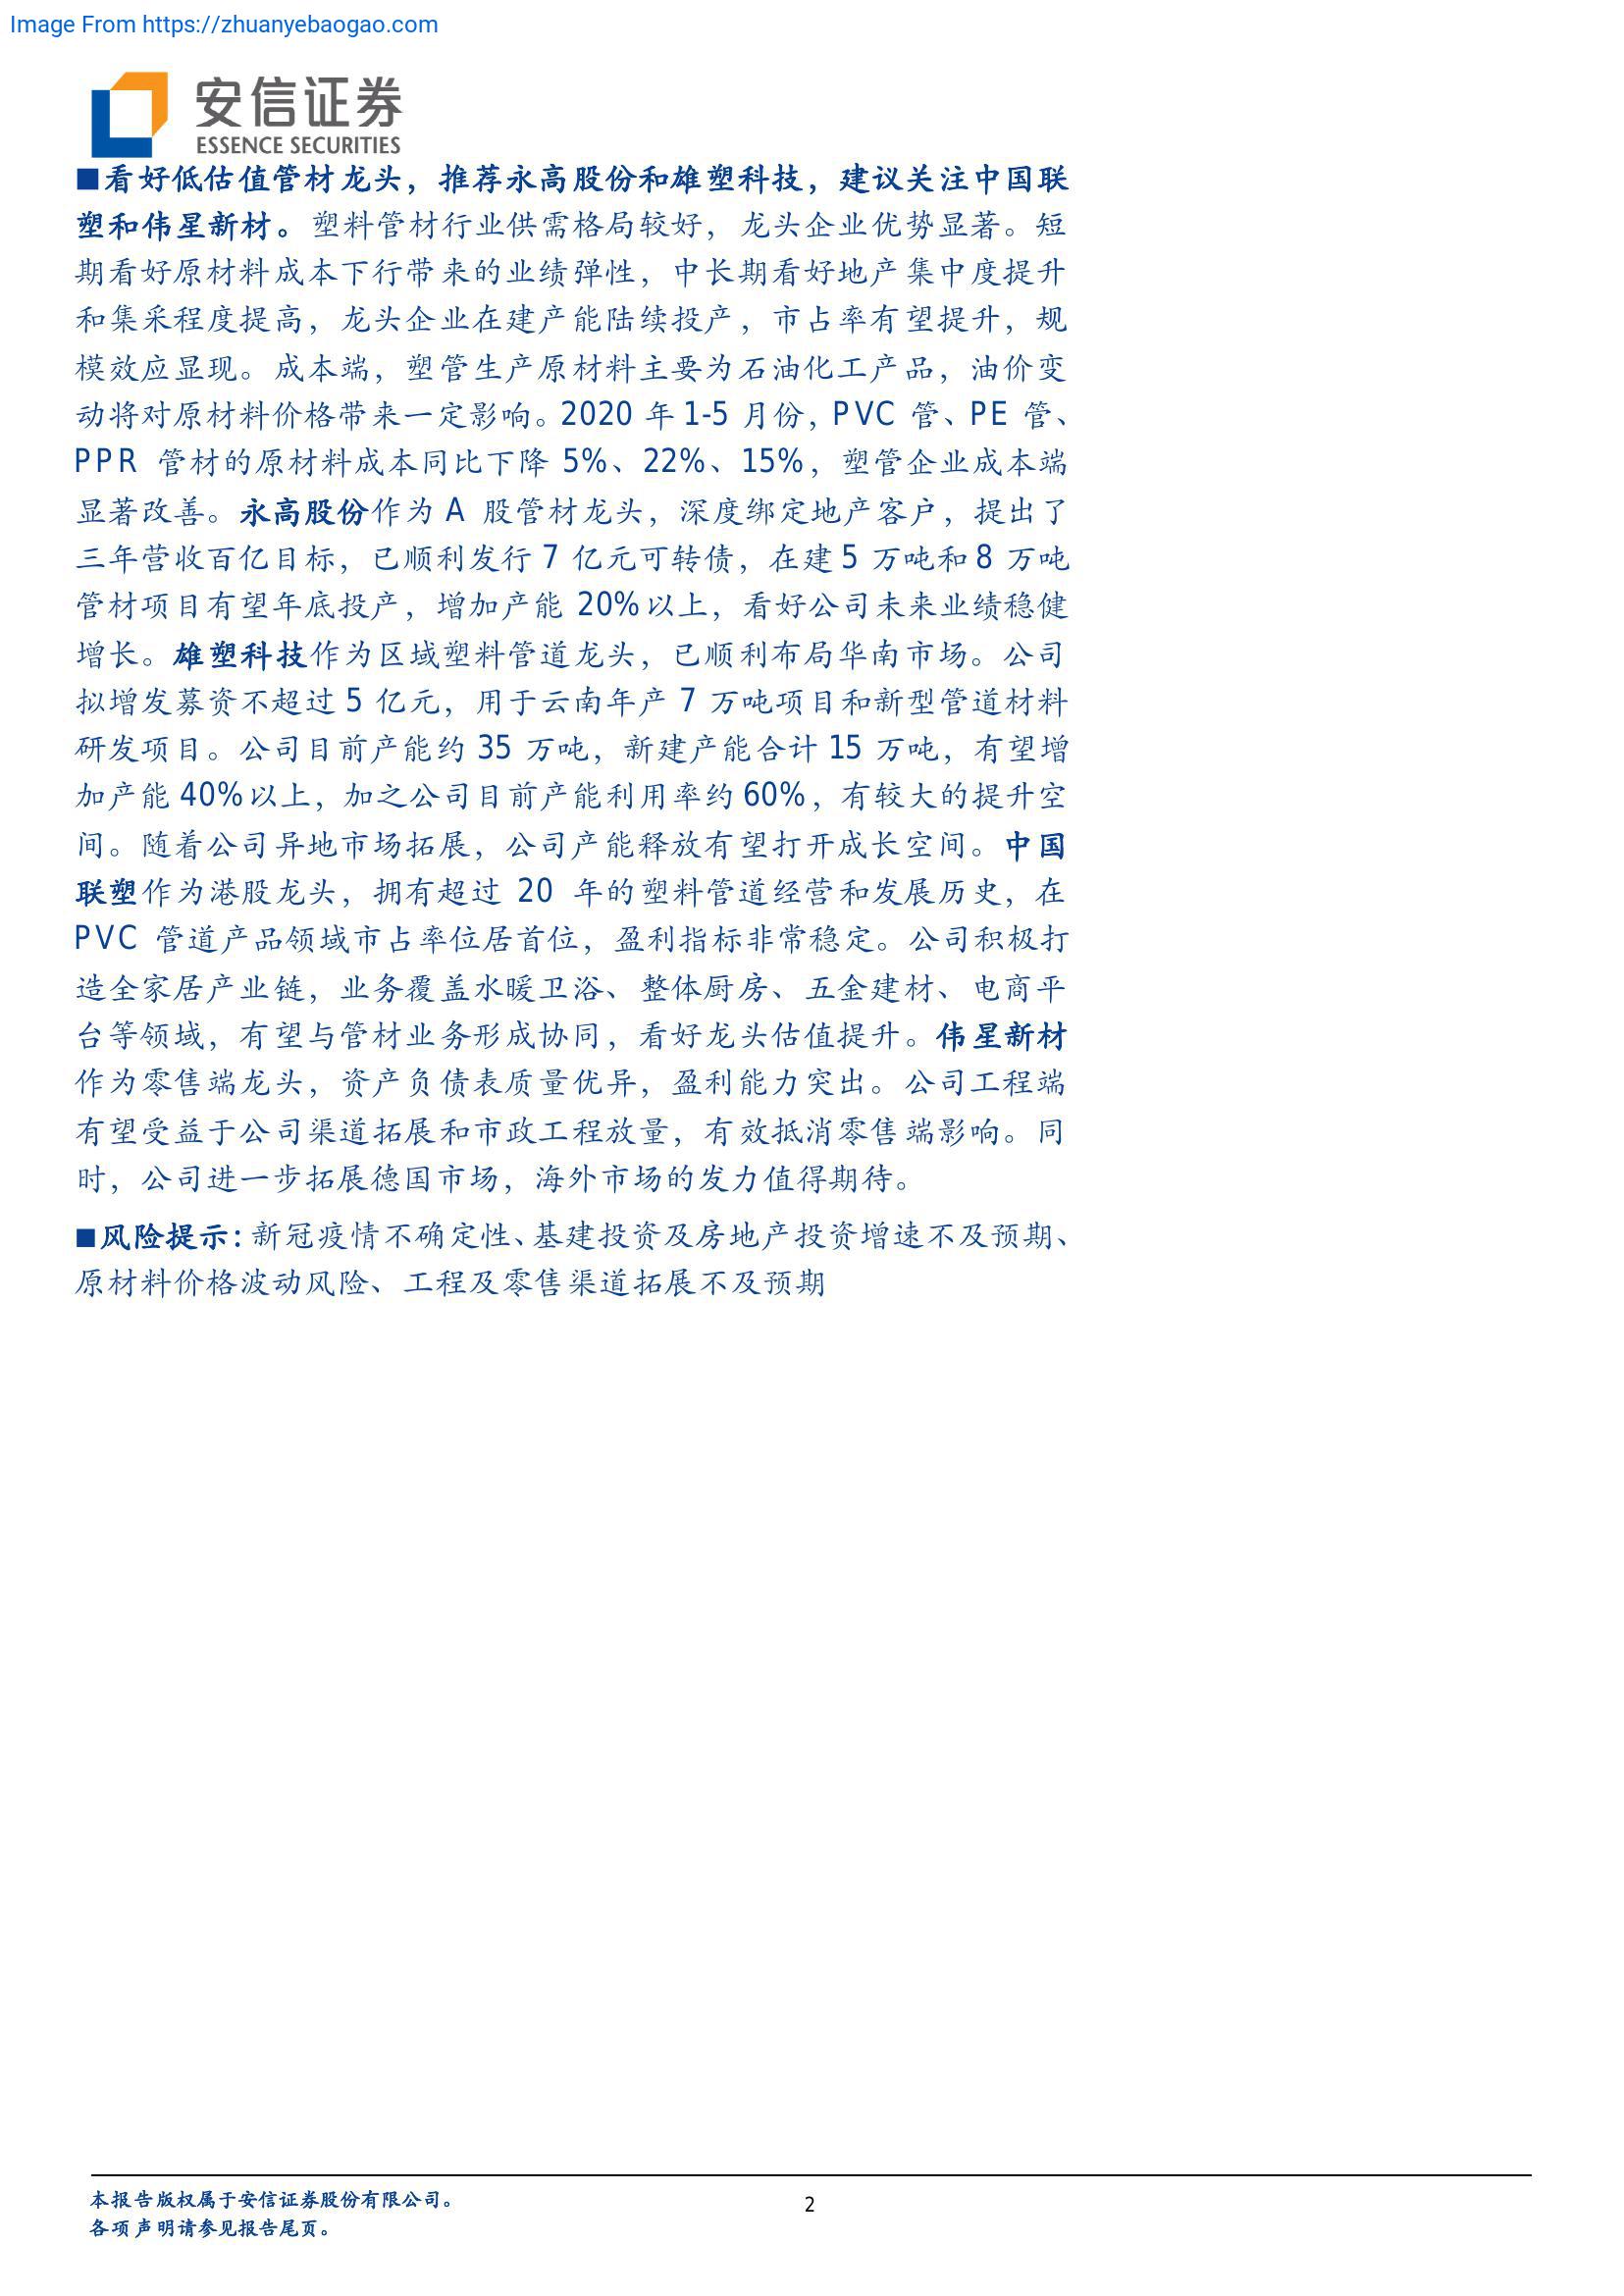 Image From https://zhuanyebaogao.com
安信证券
ESSENCE SECURITIES
■看好低估值管材龙头，推荐永高股份和雄塑科技，建议关注中国联
塑和伟星新材。塑料管材行业供需格局较好，龙头企业优势显著。短
期看好原材料成本下行带来的业绩弹性，中长期看好地产集中度提升
和集采程度提高，龙头企业在建产能陆续投产，市占率有望提升，规
模效应显现。成本端，塑管生产原材料主要为石油化工产品，油价变
动将对原材料价格带来一定影响。2020 年 1-5 月份，PVC 管、PE 管、
PPR 管材的原材料成本同比下降 5%、22%、15%，塑管企业成本端
显著改善。永高股份作为 A 股管材龙头，深度绑定地产客户，提出了
三年营收百亿目标，已顺利发行 7 亿元可转债，在建 5 万吨和 8 万吨
管材项目有望年底投产，增加产能 20%以上，看好公司未来业绩稳健
增长。雄塑科技作为区域塑料管道龙头，已顺利布局华南市场。公司
拟增发募资不超过 5 亿元，用于云南年产 7 万吨项目和新型管道材料
研发项目。公司目前产能约 35 万吨，新建产能合计 15 万吨，有望增
加产能 40%以上，加之公司目前产能利用率约 60%，有较大的提升空
间。随着公司异地市场拓展，公司产能释放有望打开成长空间。中国
联塑作为港股龙头，拥有超过 20 年的塑料管道经营和发展历史，在
PVC 管道产品领域市占率位居首位，盈利指标非常稳定。公司积极打
造全家居产业链，业务覆盖水暖卫浴、整体厨房、五金建材、电商平
台等领域，有望与管材业务形成协同，看好龙头估值提升。伟星新材
作为零售端龙头，资产负债表质量优异，盈利能力突出。公司工程端
有望受益于公司渠道拓展和市政工程放量，有效抵消零售端影响。同
时，公司进一步拓展德国市场，海外市场的发力值得期待。
■风险提示：新冠疫情不确定性、基建投资及房地产投资增速不及预期、
原材料价格波动风险、工程及零售渠道拓展不及预期
本报告版权属于安信证券股份有限公司。
2
各项声明请参见报告尾页。